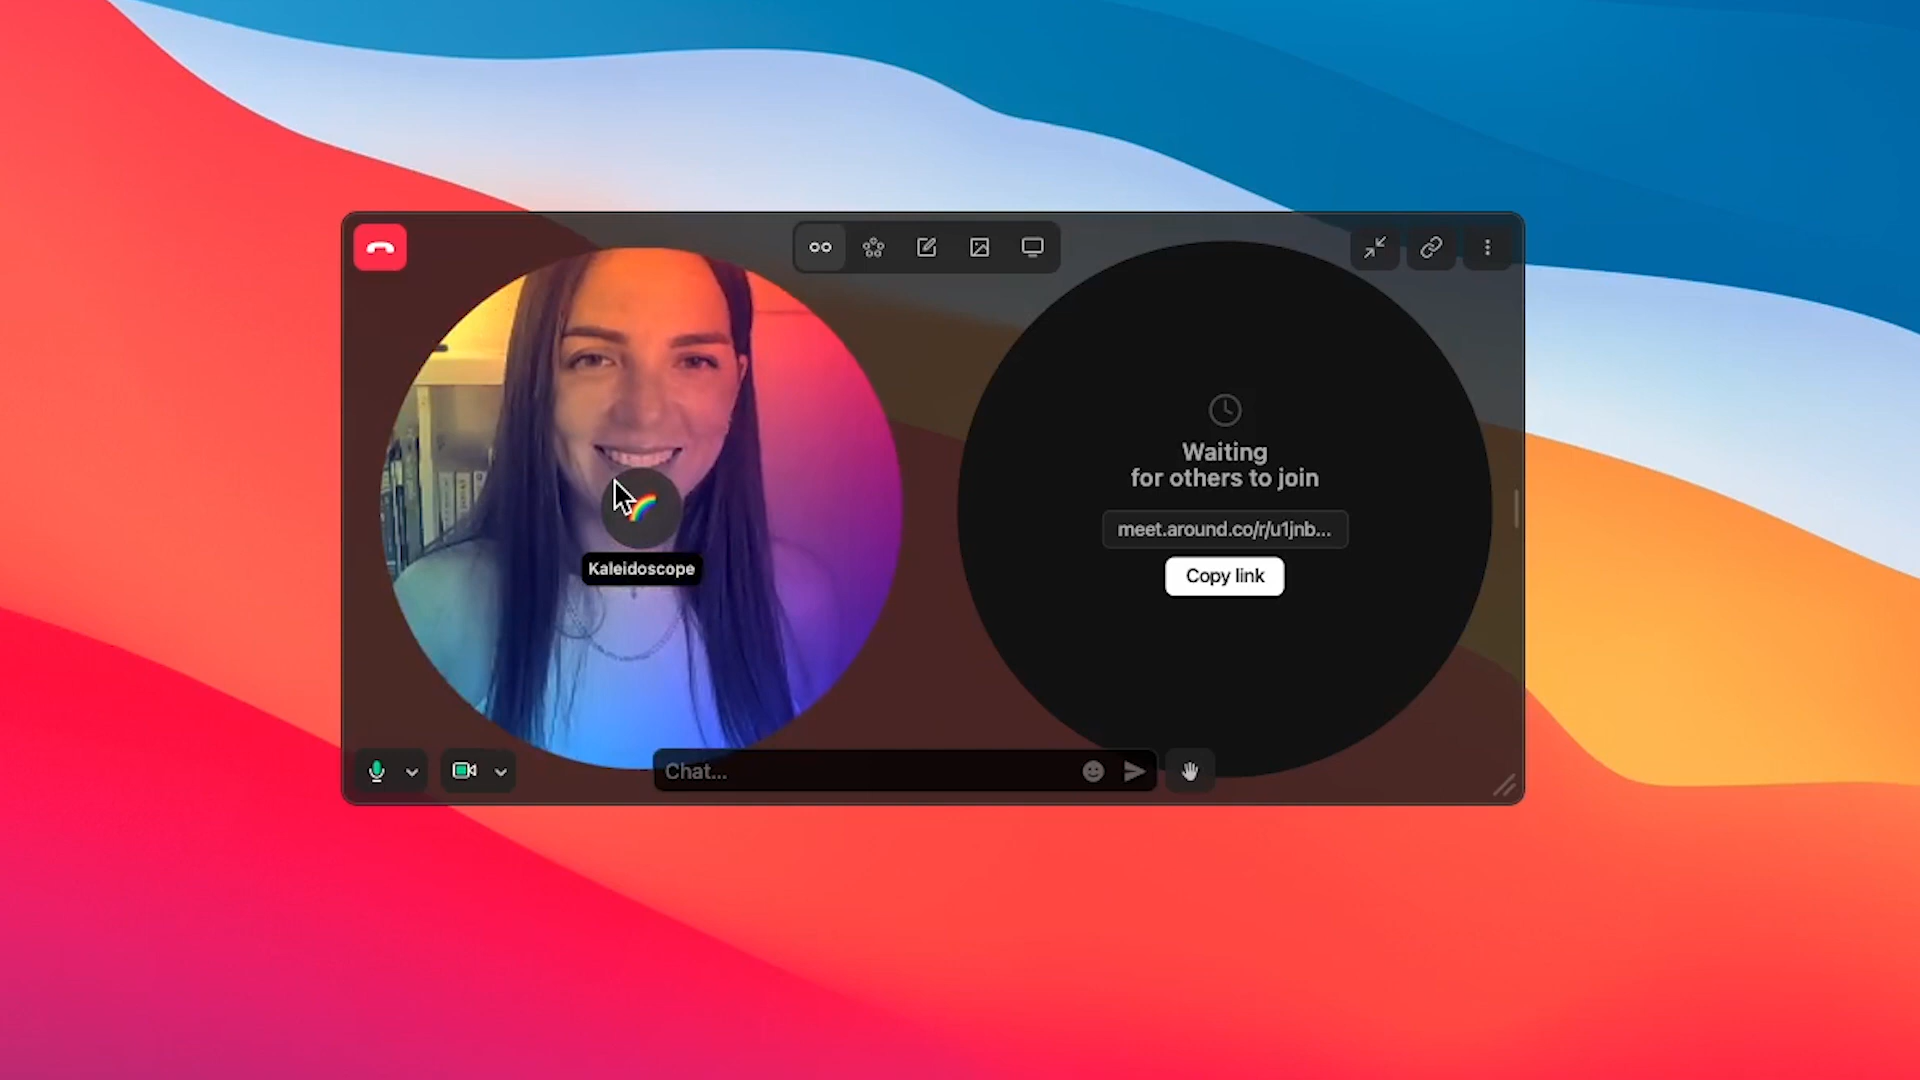 Waiting
for others to join
meet.around.co/r/u1jnb...
Copy link
Kaleidoscope
Chat...